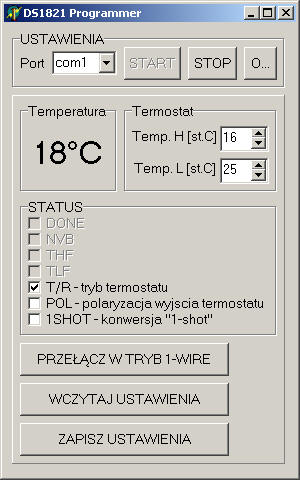 DS1821 Programmer
USTAWIENIA
Port com1 START STOP O...
Temperatura
18°C
Termostat
Temp. H [st.C] 16
Temp. L [st.C] 25
STATUS
DONE
NVB
THF
TLF
T/R - tryb termostatu
POL - polaryzacja wyjscia termostatu
1SHOT - konwersja "1-shot"
PRZEŁĄCZ W TRYB 1-WIRE
WCZYTAJ USTAWIENIA
ZAPISZ USTAWIENIA